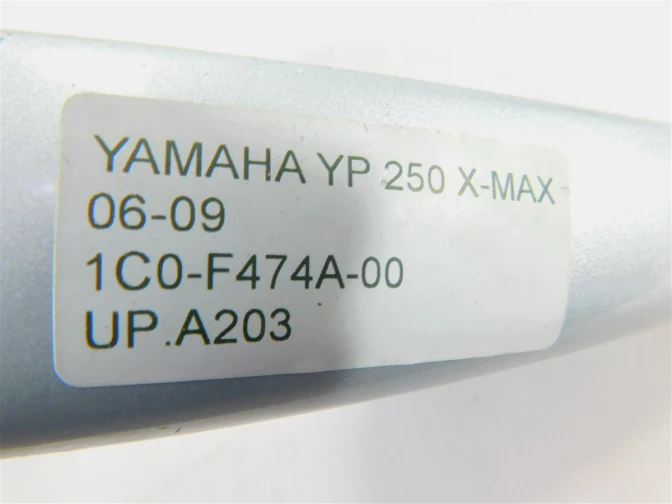 YAMAHA YP 250 X-MAX
06-09
1C0-F474A-00
UP.A203